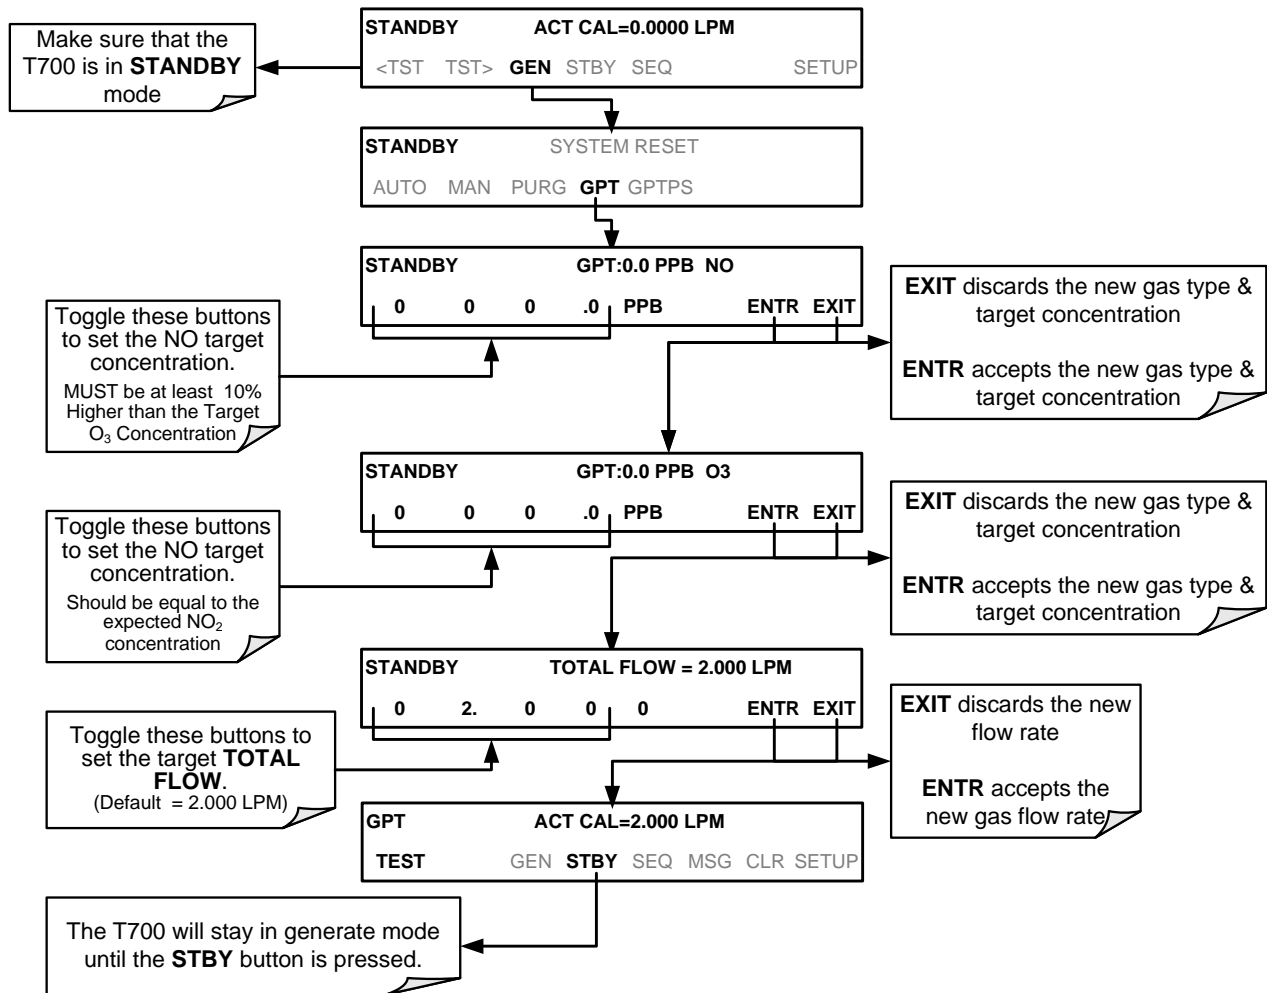 Make sure that the
T700 is in STANDBY
mode
STANDBY ACT CAL=0.0000 LPM
<TST TST> GEN STBY SEQ SETUP
STANDBY SYSTEM RESET
AUTO MAN PURG GPT GPTPS
STANDBY GPT:0.0 PPB NO
0 0 0 .0 PPB ENTR EXIT
Toggle these buttons
to set the NO target
concentration.
MUST be at least 10%
Higher than the Target
O₃ Concentration
EXIT discards the new gas type &
target concentration
ENTR accepts the new gas type &
target concentration
STANDBY GPT:0.0 PPB O3
0 0 0 .0 PPB ENTR EXIT
Toggle these buttons
to set the NO target
concentration.
Should be equal to the
expected NO₂
concentration
EXIT discards the new gas type &
target concentration
ENTR accepts the new gas type &
target concentration
STANDBY TOTAL FLOW = 2.000 LPM
0 2. 0 0 0 ENTR EXIT
Toggle these buttons to
set the target TOTAL
FLOW.
(Default = 2.000 LPM)
EXIT discards the new
flow rate
ENTR accepts the
new gas flow rate
GPT ACT CAL=2.000 LPM
TEST GEN STBY SEQ MSG CLR SETUP
The T700 will stay in generate mode
until the STBY button is pressed.